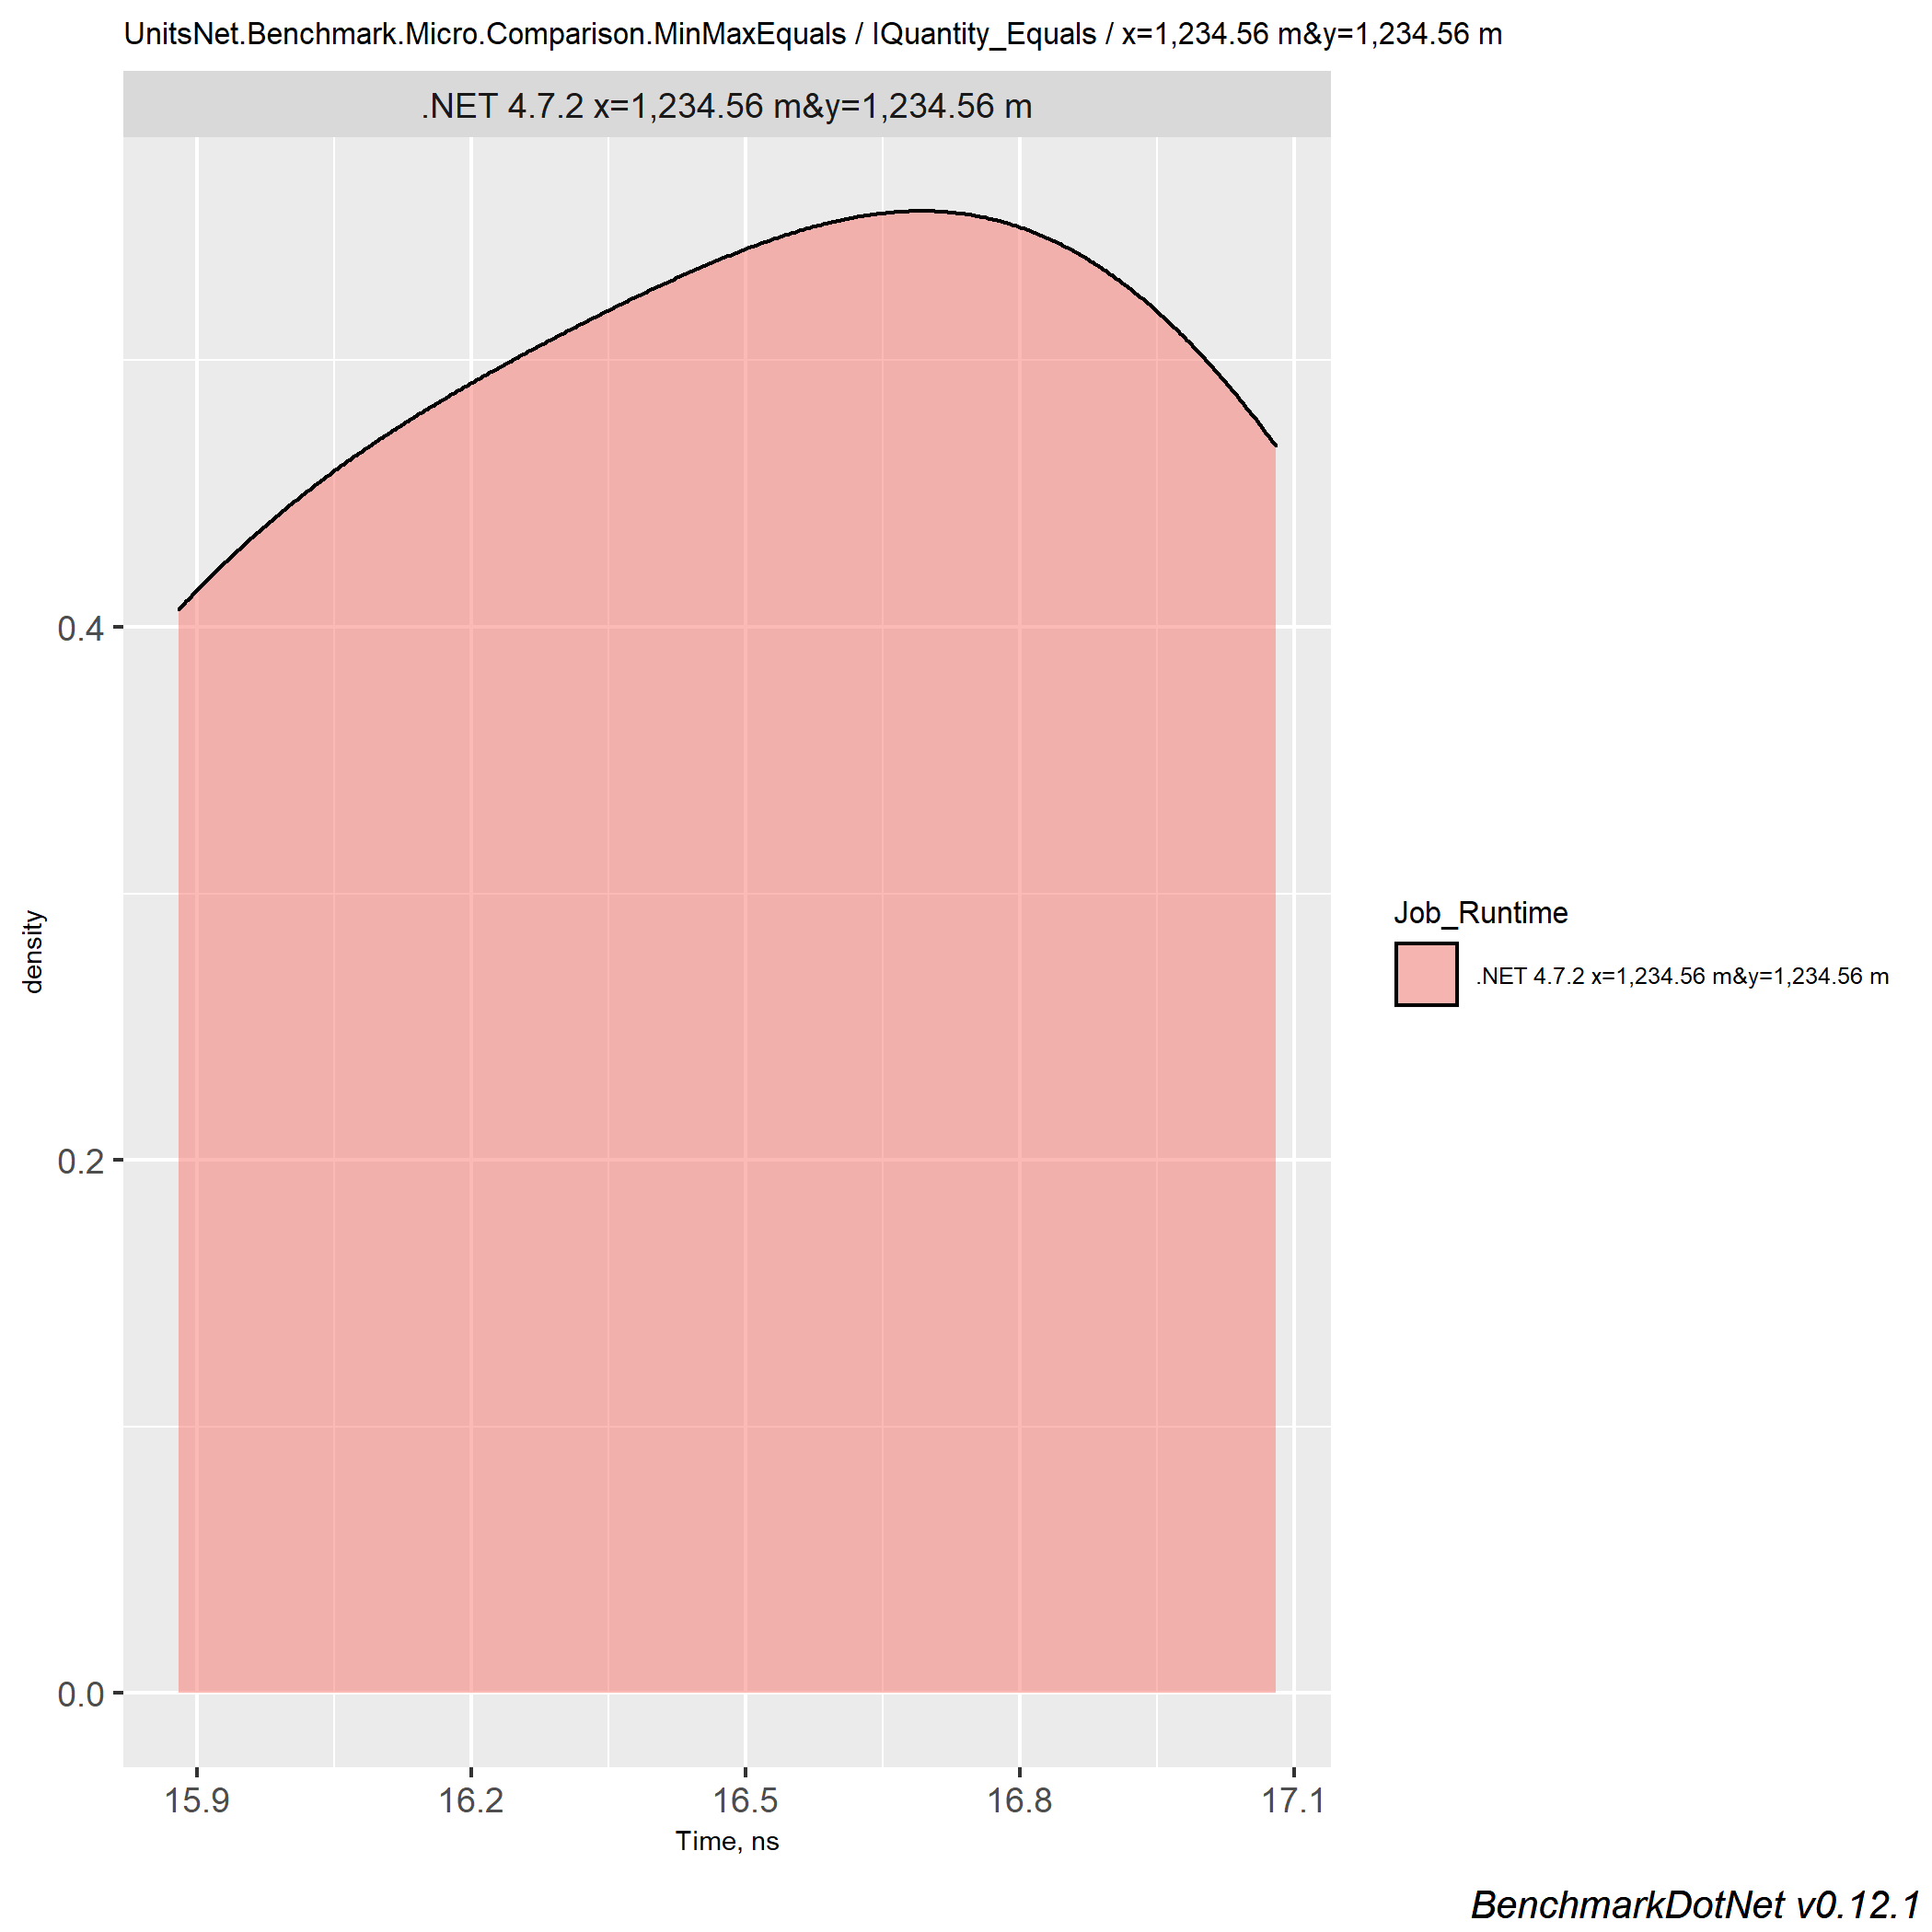 UnitsNet.Benchmark.Micro.Comparison.MinMaxEquals / IQuantity_Equals / x=1,234.56 m&y=1,234.56 m
.NET 4.7.2 x=1,234.56 m&y=1,234.56 m
0.4
0.2
0.0
density
15.9 16.2 16.5 16.8 17.1
Time, ns
Job_Runtime
.NET 4.7.2 x=1,234.56 m&y=1,234.56 m
BenchmarkDotNet v0.12.1